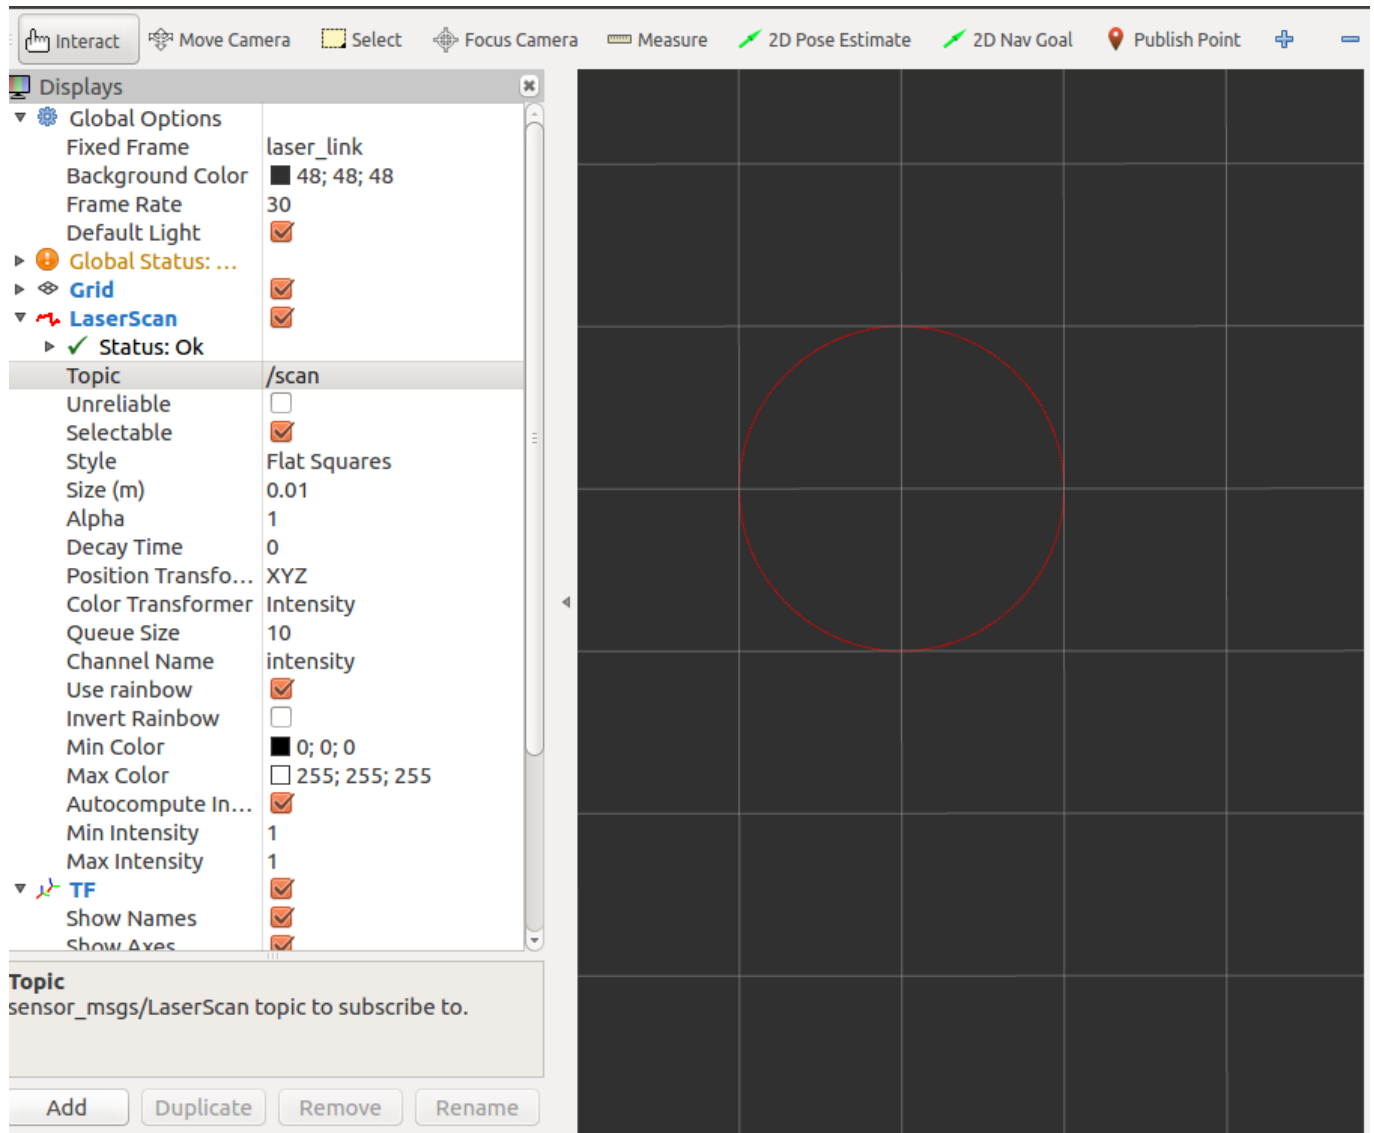 Interact Move Camera Select Focus Camera Measure 2D Pose Estimate 2D Nav Goal Publish Point
Displays
Global Options
Fixed Frame laser_link
Background Color 48; 48; 48
Frame Rate 30
Default Light
Global Status: ...
Grid
LaserScan
Status: Ok
Topic /scan
Unreliable
Selectable
Style Flat Squares
Size (m) 0.01
Alpha 1
Decay Time 0
Position Transfo... XYZ
Color Transformer Intensity
Queue Size 10
Channel Name intensity
Use rainbow
Invert Rainbow
Min Color 0; 0; 0
Max Color 255; 255; 255
Autocompute In...
Min Intensity 1
Max Intensity 1
TF
Show Names
Show Axes
Topic
sensor_msgs/LaserScan topic to subscribe to.
Add Duplicate Remove Rename